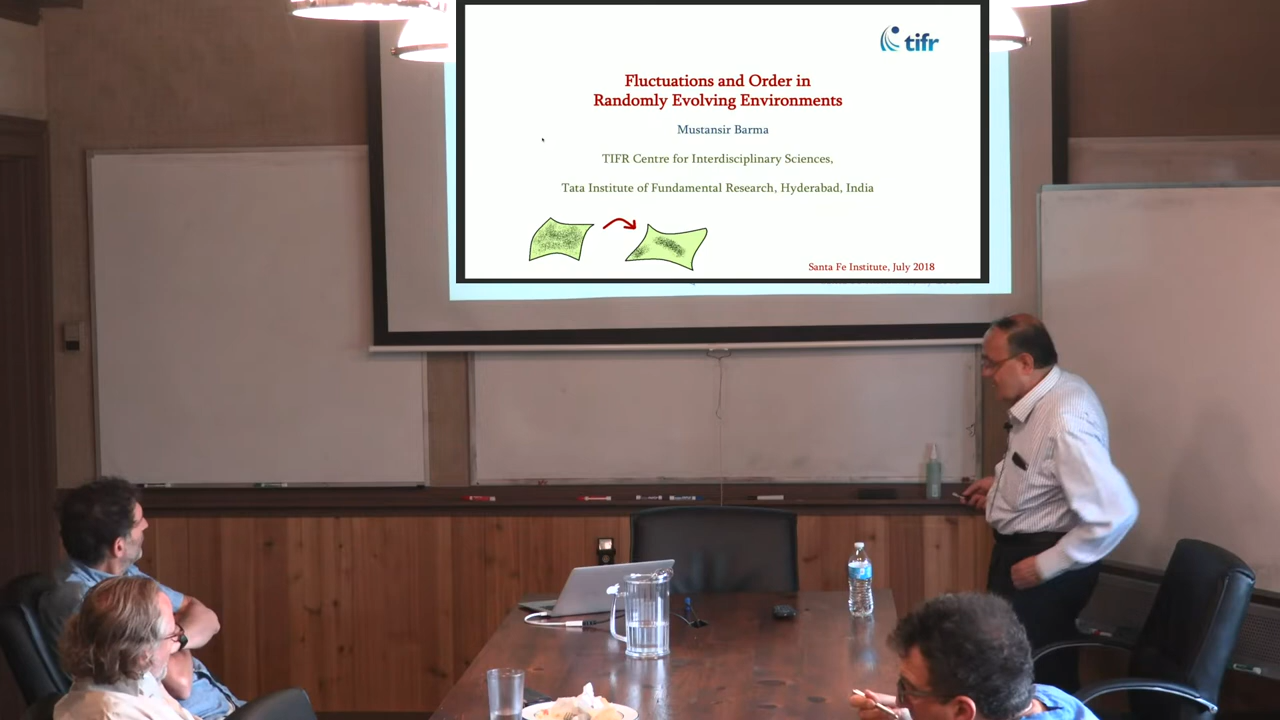 tifr
Fluctuations and Order in
Randomly Evolving Environments
Mustansir Barma
TIFR Centre for Interdisciplinary Sciences,
Tata Institute of Fundamental Research, Hyderabad, India
Santa Fe Institute, July 2018